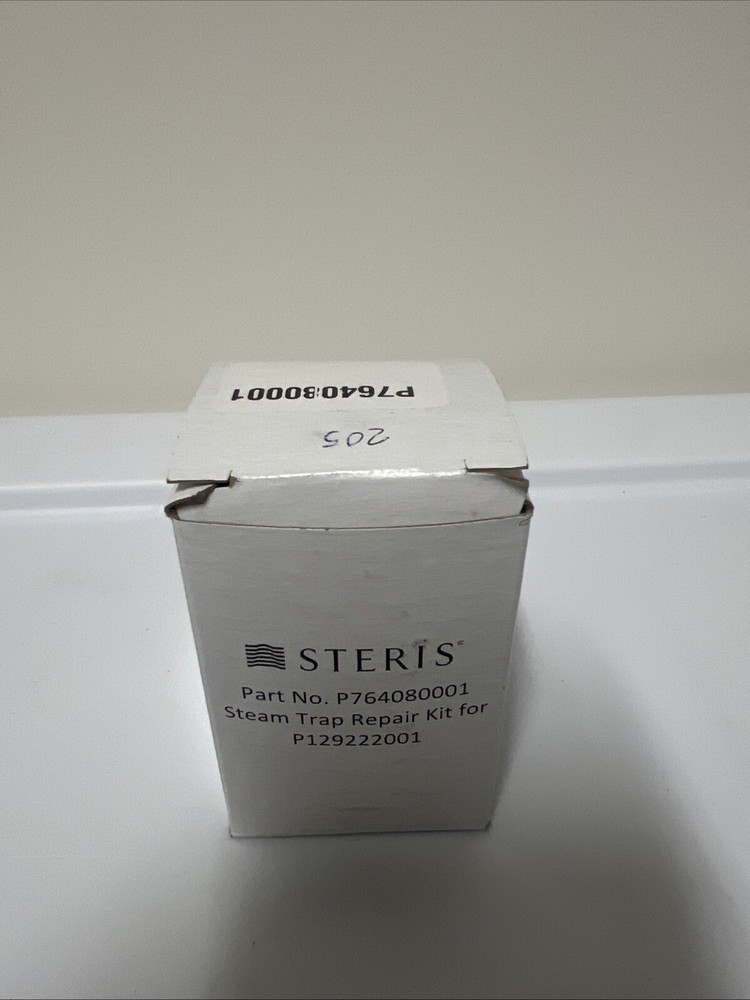 P764080001
205
STERIS®
Part No. P764080001
Steam Trap Repair Kit for
P129222001